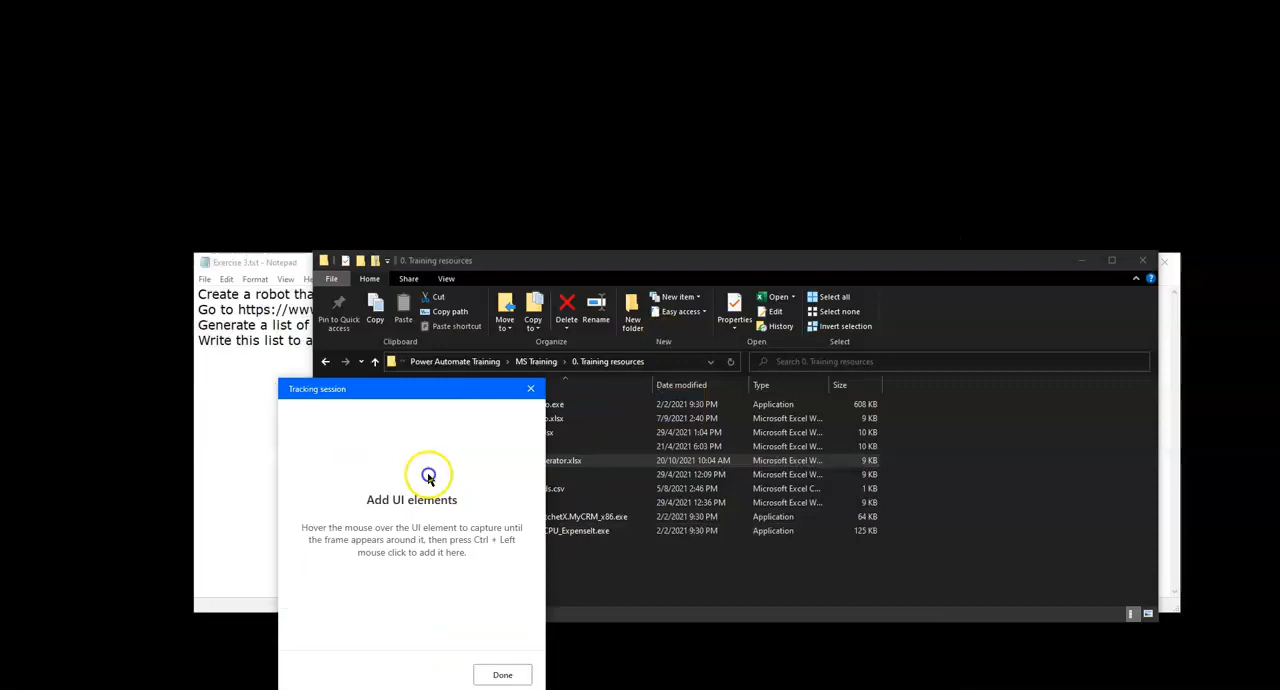 Exercise 3.txt - Notepad
File Edit Format View
Create a robot tha
Go to https://www
Generate a list of
Write this list to a
0. Training resources
File Home Share View
Pin to Quick access
Copy
Paste
Cut
Copy path
Paste shortcut
Clipboard
Move to
Copy to
Delete
Rename
Organize
New folder
New item
Easy access
New
Properties
Open
Edit
History
Open
Select all
Select none
Invert selection
Select
Power Automate Training > MS Training > 0. Training resources
Search 0. Training resources
Date modified Type Size
o.exe 2/2/2021 9:30 PM Application 608 KB
o.xlsx 7/9/2021 2:40 PM Microsoft Excel W... 9 KB
sx 29/4/2021 1:04 PM Microsoft Excel W... 10 KB
21/4/2021 6:03 PM Microsoft Excel W... 10 KB
erator.xlsx 20/10/2021 10:04 AM Microsoft Excel W... 9 KB
29/4/2021 12:09 PM Microsoft Excel W... 9 KB
ls.csv 5/8/2021 2:46 PM Microsoft Excel C... 1 KB
29/4/2021 12:36 PM Microsoft Excel W... 9 KB
tchetX.MyCRM_x86.exe 2/2/2021 9:30 PM Application 64 KB
CPU_ExpenseIt.exe 2/2/2021 9:30 PM Application 125 KB
Tracking session
Add UI elements
Hover the mouse over the UI element to capture until
the frame appears around it, then press Ctrl + Left
mouse click to add it here.
Done